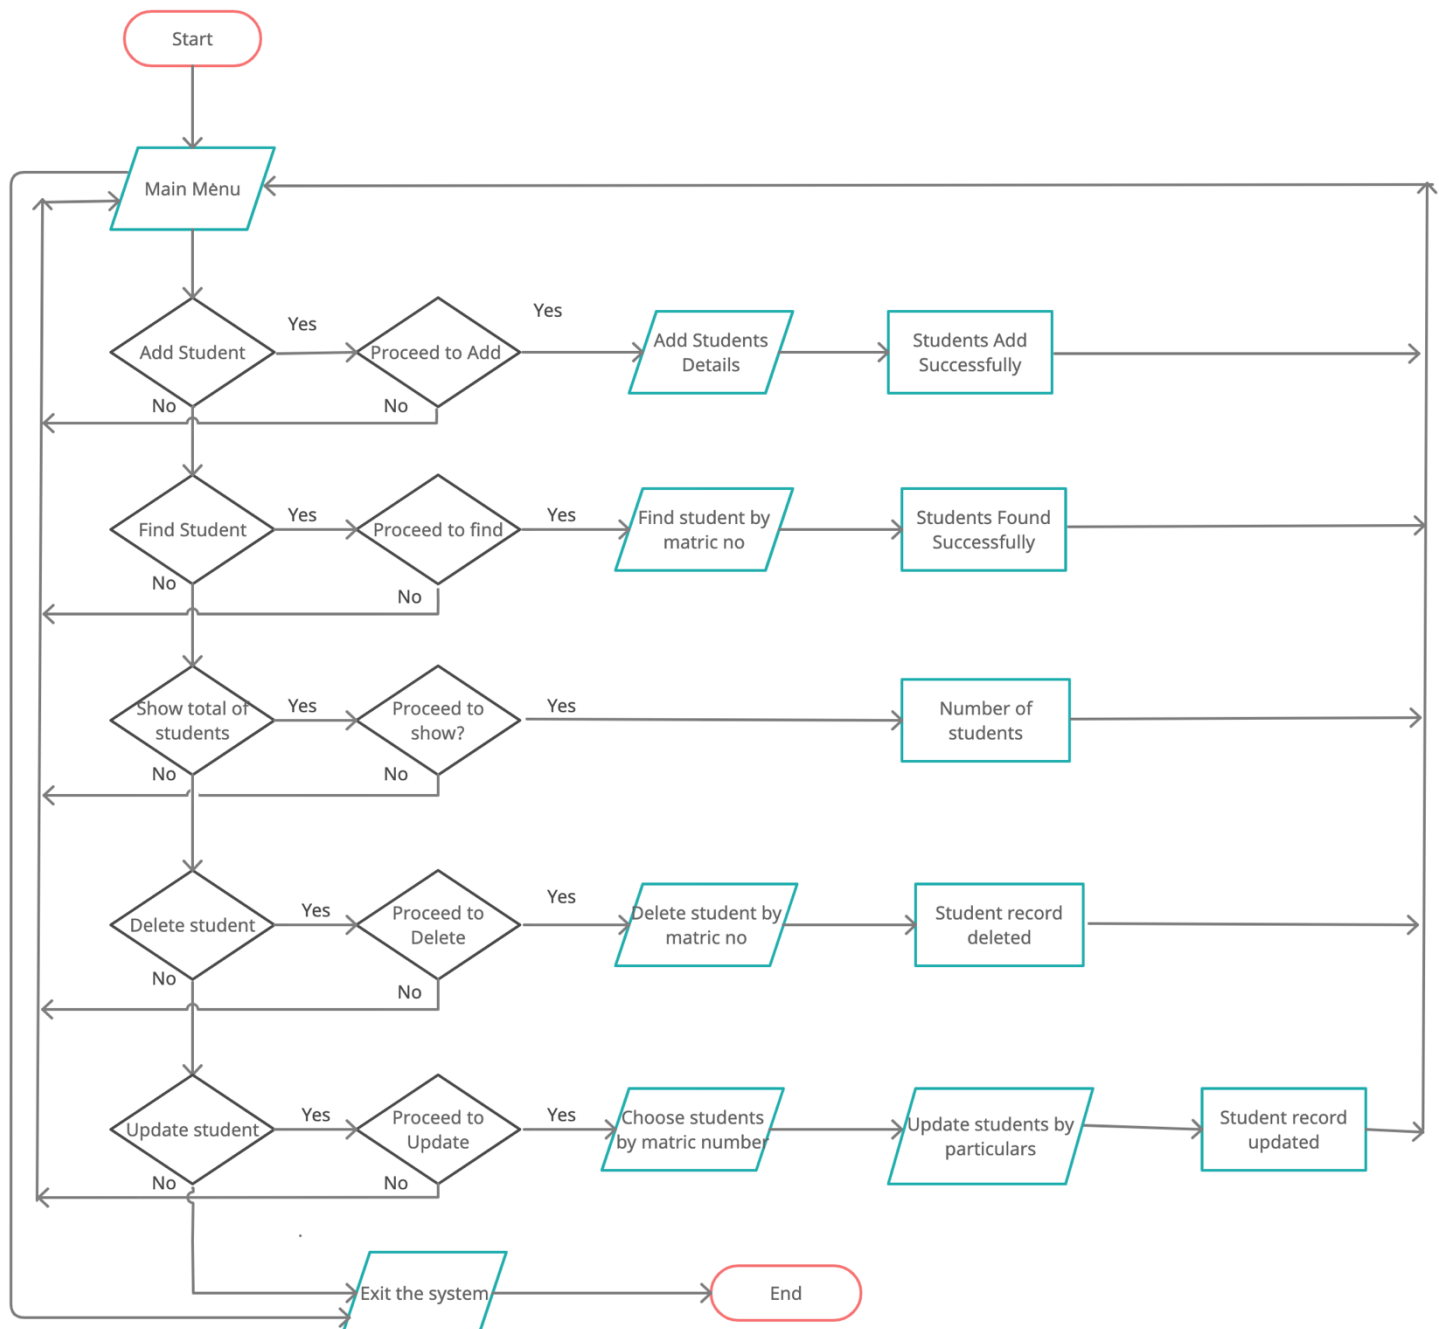 Start
Main Menu
Yes
Yes
Add Student
Proceed to Add
Add Students
Details
Students Add
Successfully
No
No
Yes
Yes
Find Student
Proceed to find
Find student by
matric no
Students Found
Successfully
No
No
Yes
Yes
Show total of
students
Proceed to
show?
Number of
students
No
No
Yes
Yes
Delete student
Proceed to
Delete
Delete student by
matric no
Student record
deleted
No
No
Yes
Yes
Update student
Proceed to
Update
Choose students
by matric number
Update students by
particulars
Student record
updated
No
No
Exit the system
End